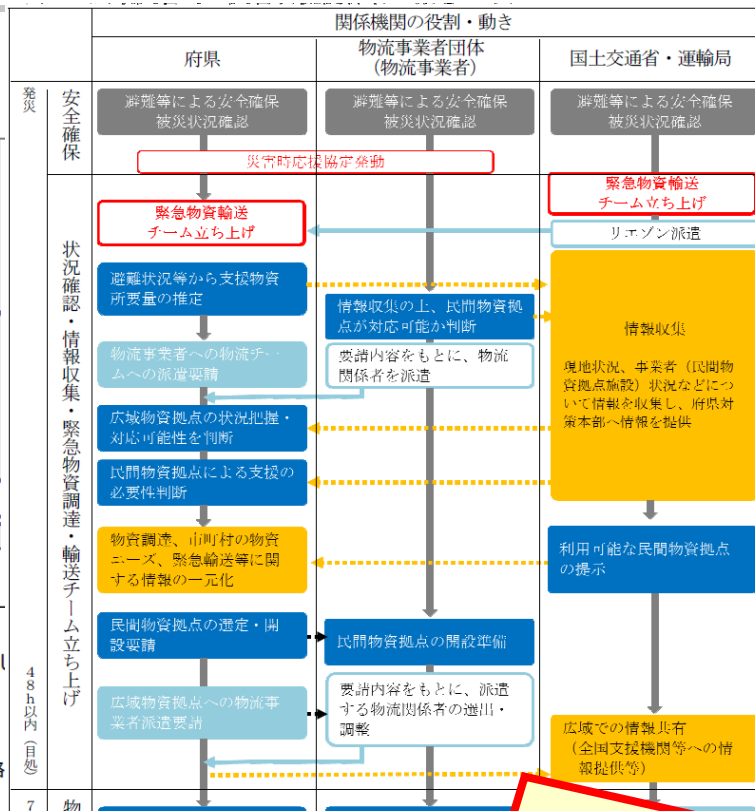 関係機関の役割・動き
府県
物流事業者団体
(物流事業者)
国土交通省・運輸局
発災
安全確保
避難等による安全確保
被災状況確認
避難等による安全確保
被災状況確認
避難等による安全確保
被災状況確認
災害時応援協定発動
状況確認・情報収集・緊急物資調達・輸送チーム立ち上げ
緊急物資輸送
チーム立ち上げ
緊急物資輸送
チーム立ち上げ
リエゾン派遣
避難状況等から支援物資
所要量の推定
情報収集の上、民間物資拠
点が対応可能か判断
情報収集
現地状況、事業者（民間物
資拠点施設）状況などにつ
いて情報を収集し、府県対
策本部へ情報を提供
物流事業者への物流チー
ムへの派遣要請
要請内容をもとに、物流
関係者を派遣
広域物資拠点の状況把握・
対応可能性を判断
民間物資拠点による支援の
必要性判断
物資調達、市町村の物資
ニーズ、緊急輸送等に関
する情報の一元化
利用可能な民間物資拠点
の提示
民間物資拠点の選定・開
設要請
民間物資拠点の開設準備
広域物資拠点への物流事
業者派遣要請
要請内容をもとに、派遣
する物流関係者の選出・
調整
広域での情報共有
（全国支援機関等への情
報提供等）
48h以内（目処）
7
物